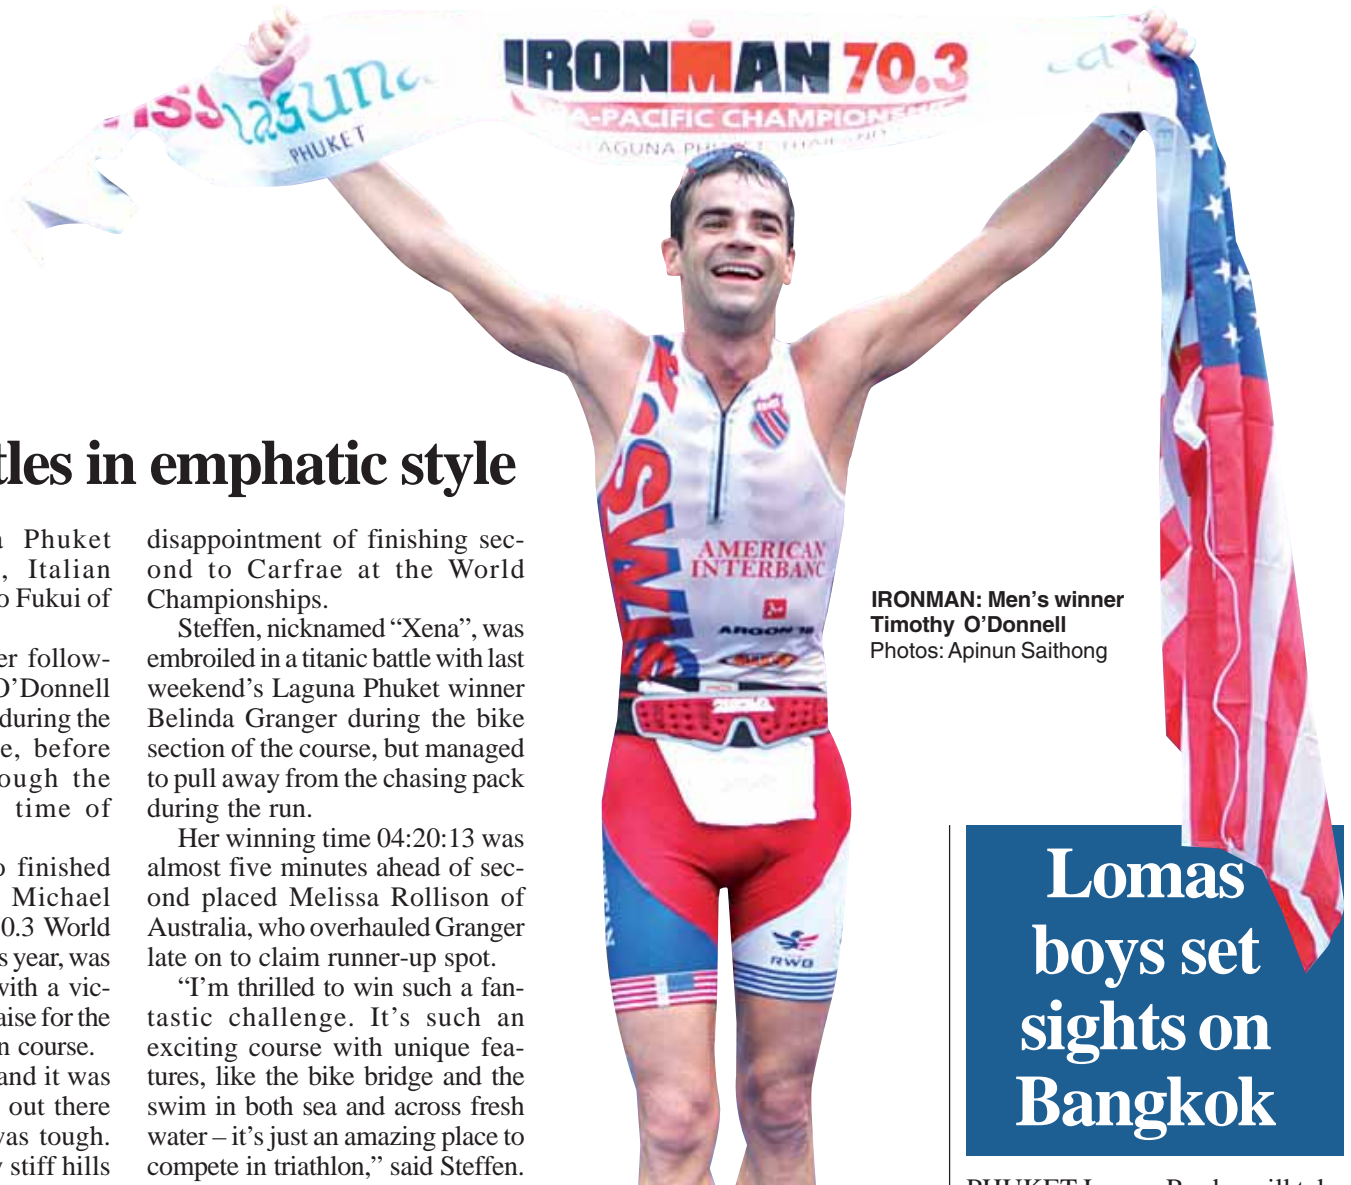 IRONMAN 70.3
A-PACIFIC CHAMPIONSHIP
laguna
PHUKET
in emphatic style
Phuket
, Italian
o Fukui of
er follow-
O’Donnell
during the
e, before
ough the
time of
finished
Michael
0.3 World
s year, was
with a vic-
aise for the
n course.
and it was
out there
was tough.
stiff hills
disappointment of finishing sec-
ond to Carfrae at the World
Championships.
Steffen, nicknamed “Xena”, was
embroiled in a titanic battle with last
weekend’s Laguna Phuket winner
Belinda Granger during the bike
section of the course, but managed
to pull away from the chasing pack
during the run.
Her winning time 04:20:13 was
almost five minutes ahead of sec-
ond placed Melissa Rollison of
Australia, who overhauled Granger
late on to claim runner-up spot.
“I’m thrilled to win such a fan-
tastic challenge. It’s such an
exciting course with unique fea-
tures, like the bike bridge and the
swim in both sea and across fresh
water – it’s just an amazing place to
compete in triathlon,” said Steffen.
K•SWISS
AMERICAN
INTERBANC
ARGON 18
RWB
IRONMAN: Men’s winner
Timothy O’Donnell
Photos: Apinun Saithong
Lomas
boys set
sights on
Bangkok